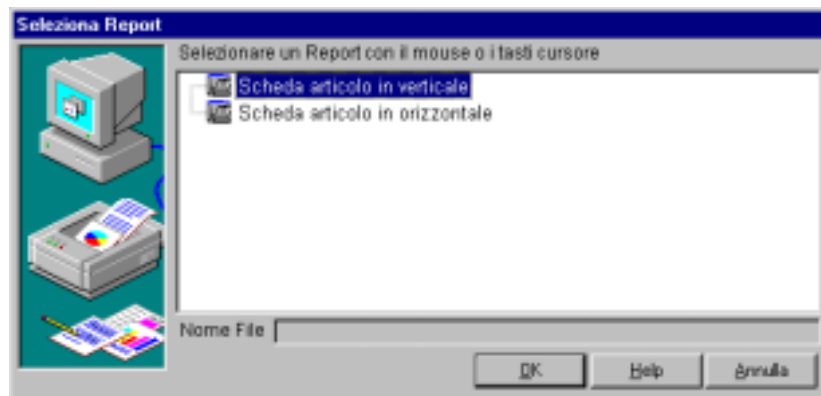 Seleziona Report
Selezionare un Report con il mouse o i tasti cursore
Scheda articolo in verticale
Scheda articolo in orizzontale
Nome File
OK Help Annulla